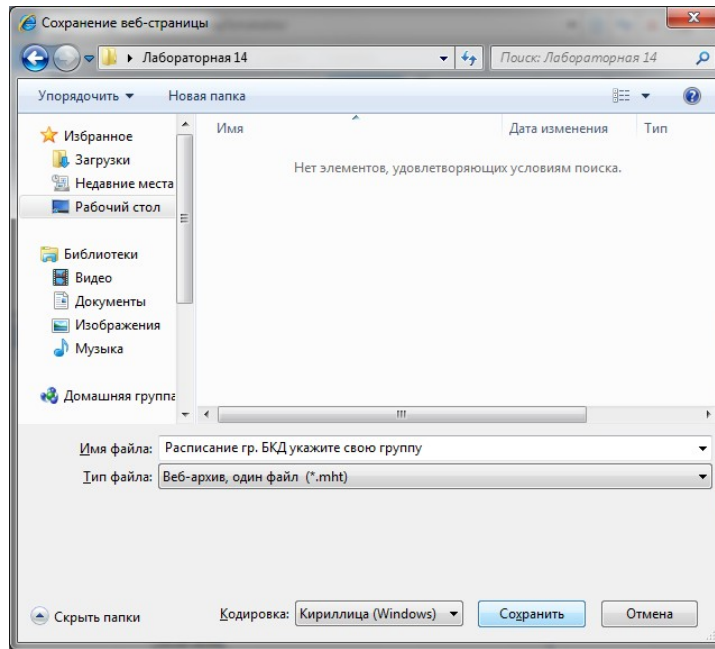 Сохранение веб-страницы
Лабораторная 14
Поиск: Лабораторная 14
Упорядочить
Новая папка
Имя
Дата изменения
Тип
Нет элементов, удовлетворяющих условиям поиска.
Избранное
Загрузки
Недавние места
Рабочий стол
Библиотеки
Видео
Документы
Изображения
Музыка
Домашняя группа
Имя файла: Расписание гр. БКД укажите свою группу
Тип файла: Веб-архив, один файл (*.mht)
Скрыть папки
Кодировка: Кириллица (Windows)
Сохранить
Отмена